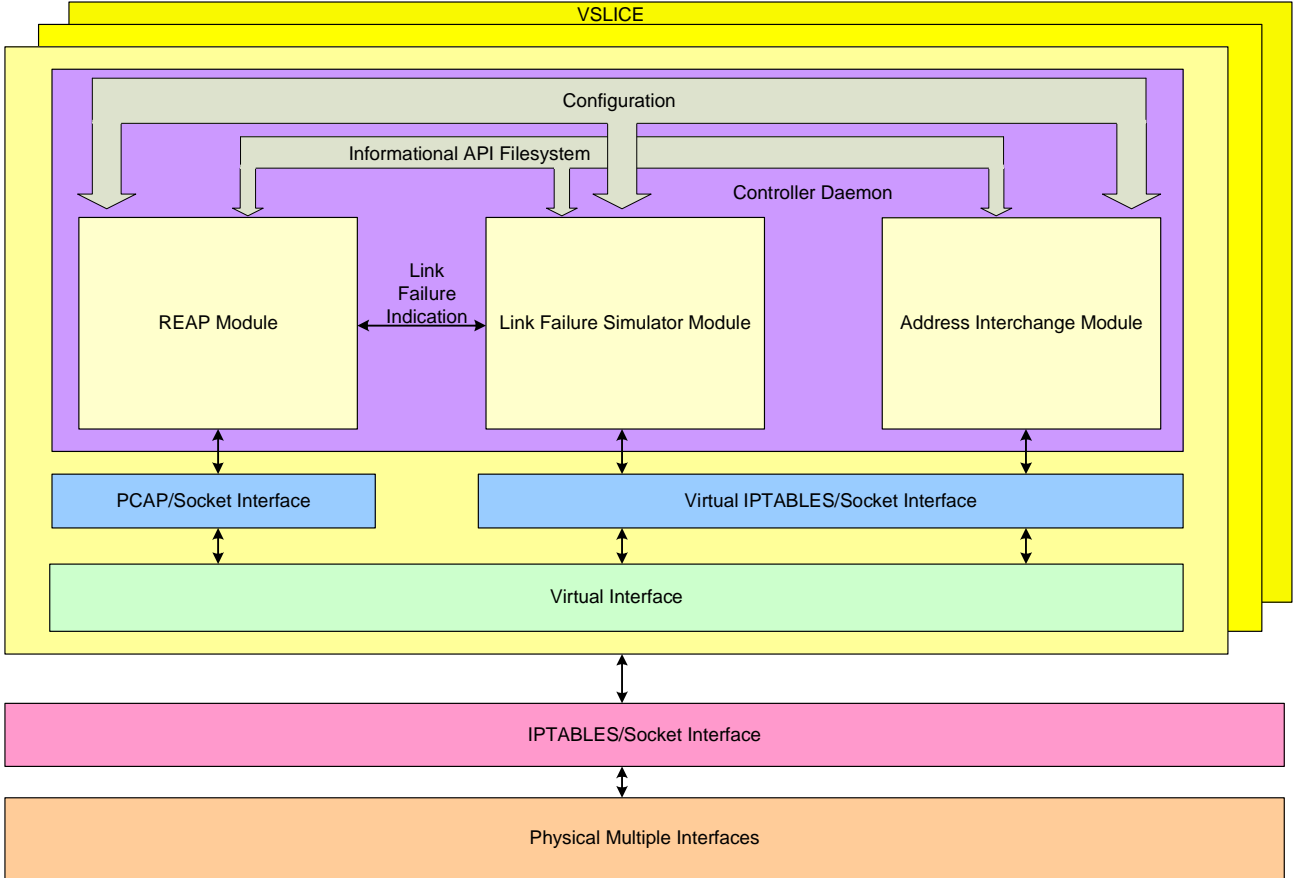 VSLICE
Configuration
Informational API Filesystem
Controller Daemon
REAP Module
Link
Failure
Indication
Link Failure Simulator Module
Address Interchange Module
PCAP/Socket Interface
Virtual IPTABLES/Socket Interface
Virtual Interface
IPTABLES/Socket Interface
Physical Multiple Interfaces